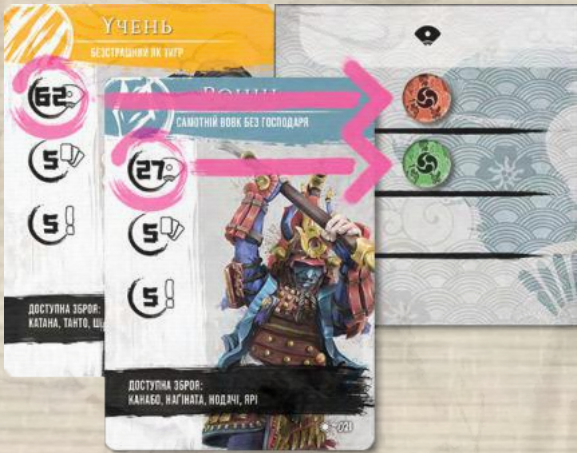 Учень
БЕЗСТРАШНИЙ ЯК ТИГР
62
5
5
ДОСТУПНА ЗБРОЯ:
КАТАНА, ТАНТО,
САМОТНІЙ ВОВК БЕЗ ГОСПОДАРЯ
27
5
5
ДОСТУПНА ЗБРОЯ:
КАНАБО, НАҐІНАТА, НОДАЧІ, ЯРІ